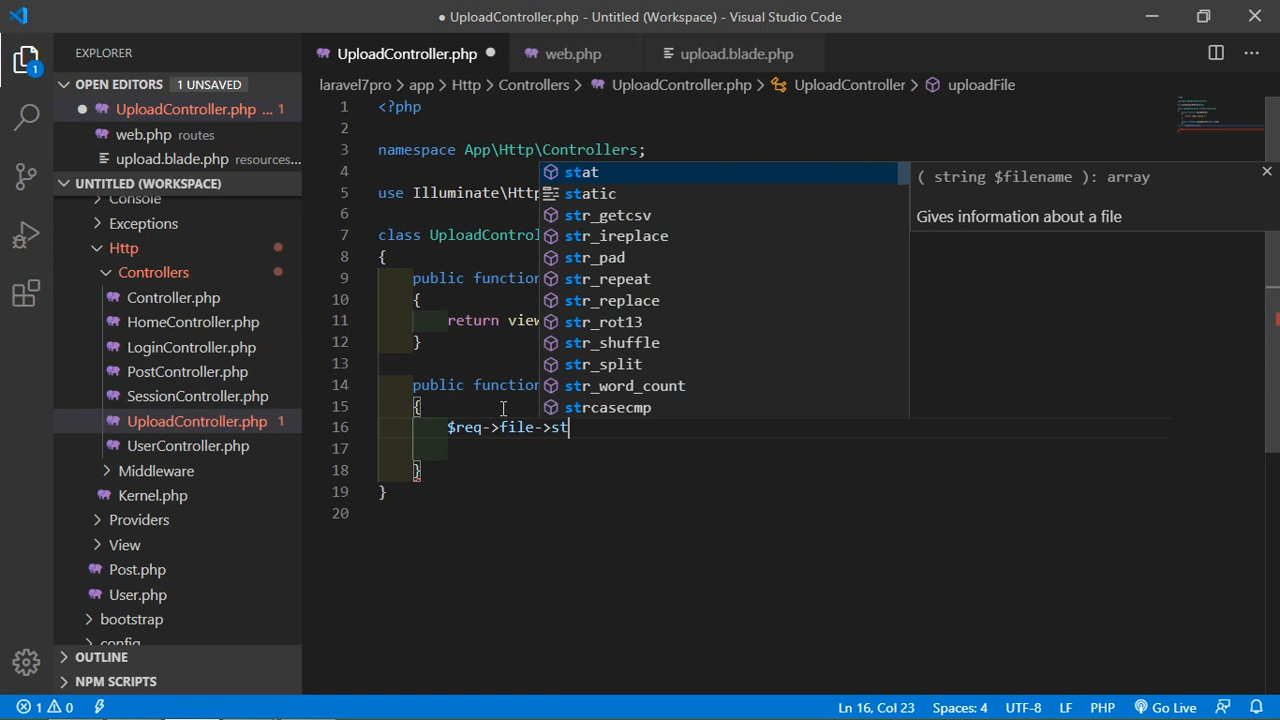 ● UploadController.php - Untitled (Workspace) - Visual Studio Code
EXPLORER
UploadController.php
web.php
upload.blade.php
OPEN EDITORS 1 UNSAVED
UploadController.php ... 1
web.php routes
upload.blade.php resources...
UNTITLED (WORKSPACE)
Console
Exceptions
Http
Controllers
Controller.php
HomeController.php
LoginController.php
PostController.php
SessionController.php
UploadController.php 1
UserController.php
Middleware
Kernel.php
Providers
View
Post.php
User.php
bootstrap
config
OUTLINE
NPM SCRIPTS
1
laravel7pro > app > Http > Controllers > UploadController.php > UploadController > uploadFile
1 <?php
2
3 namespace App\Http\Controllers;
4
5 use Illuminate\Http
6
7 class UploadControl
8 {
9 public function
10 {
11 return view
12 }
13
14 public function
15 {
16 $req->file->st
17
18 }
19 }
20
stat
static
str_getcsv
str_ireplace
str_pad
str_repeat
str_replace
str_rot13
str_shuffle
str_split
str_word_count
strcasecmp
( string $filename ): array
Gives information about a file
1 0
Ln 16, Col 23
Spaces: 4
UTF-8
LF
PHP
Go Live